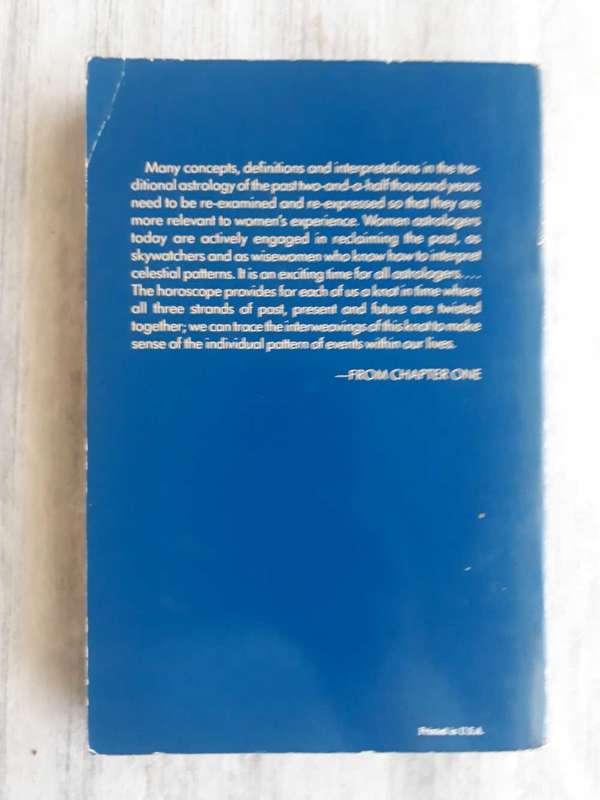 Many concepts, definitions and interpretations in the tra-
ditional astrology of the past two-and-a-half thousand years
need to be re-examined and re-expressed so that they are
more relevant to women's experience. Women astrologers
today are actively engaged in reclaiming the past, as
skywatchers and as wisewomen who know how to interpret
celestial patterns. It is an exciting time for all astrologers. . . .
The horoscope provides for each of us a knot in time where
all three strands of past, present and future are twisted
together; we can trace the interweavings of this knot to make
sense of the individual pattern of events within our lives.
—FROM CHAPTER ONE
Printed in U.S.A.